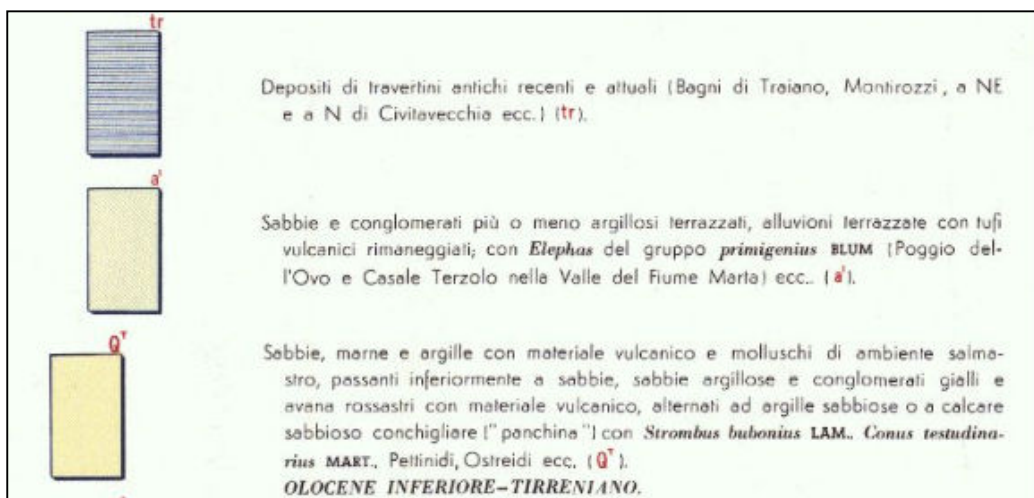 tr
Depositi di travertini antichi recenti e attuali (Bagni di Traiano, Montirozzi, a NE
e a N di Civitavecchia ecc.) (tr).
a¹
Sabbie e conglomerati più o meno argillosi terrazzati, alluvioni terrazzate con tufi
vulcanici rimaneggiati; con Elephas del gruppo primigenius BLUM (Poggio del-
l'Ovo e Casale Terzolo nella Valle del Fiume Marta) ecc.. (a¹).
Qᵀ
Sabbie, marne e argille con materiale vulcanico e molluschi di ambiente salma-
stro, passanti inferiormente a sabbie, sabbie argillose e conglomerati gialli e
avana rossastri con materiale vulcanico, alternati ad argille sabbiose o a calcare
sabbioso conchigliare ("panchina") con Strombus bubonius LAM., Conus testudina-
rius MART., Pettinidi, Ostreidi ecc. (Qᵀ).
OLOCENE INFERIORE-TIRRENIANO.